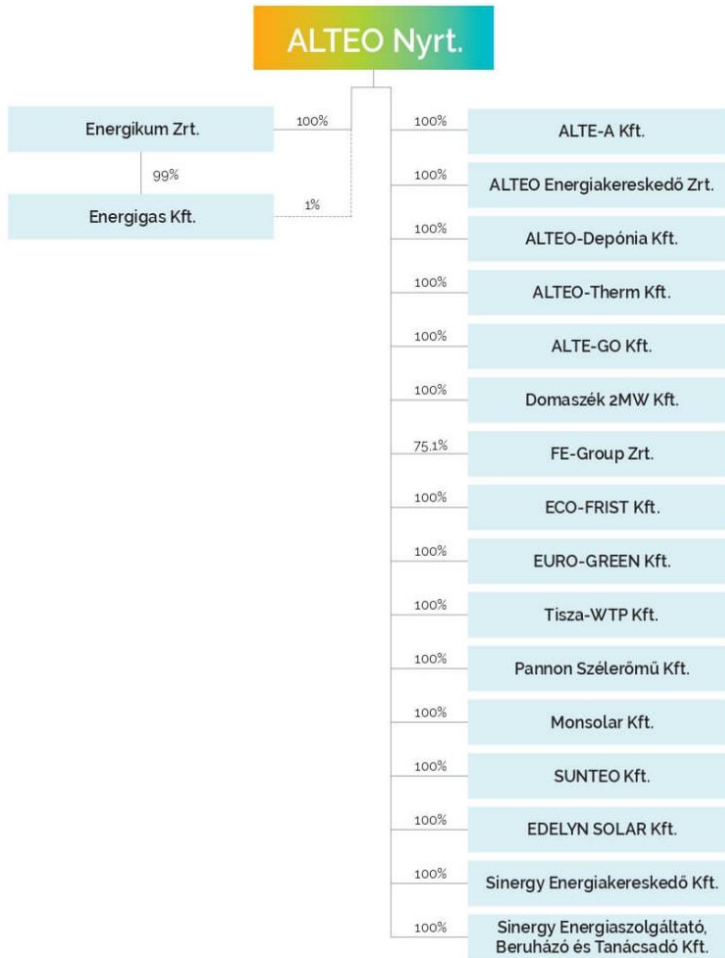 ALTEO Nyrt.
Energikum Zrt.
100%
99%
Energigas Kft.
1%
100%
ALTE-A Kft.
100%
ALTEO Energiakereskedő Zrt.
100%
ALTEO-Depónia Kft.
100%
ALTEO-Therm Kft.
100%
ALTE-GO Kft.
100%
Domaszék 2MW Kft.
75.1%
FE-Group Zrt.
100%
ECO-FRIST Kft.
100%
EURO-GREEN Kft.
100%
Tisza-WTP Kft.
100%
Pannon Szélerőmű Kft.
100%
Monsolar Kft.
100%
SUNTEO Kft.
100%
EDELYN SOLAR Kft.
100%
Sinergy Energiakereskedő Kft.
100%
Sinergy Energiaszolgáltató,
Beruházó és Tanácsadó Kft.